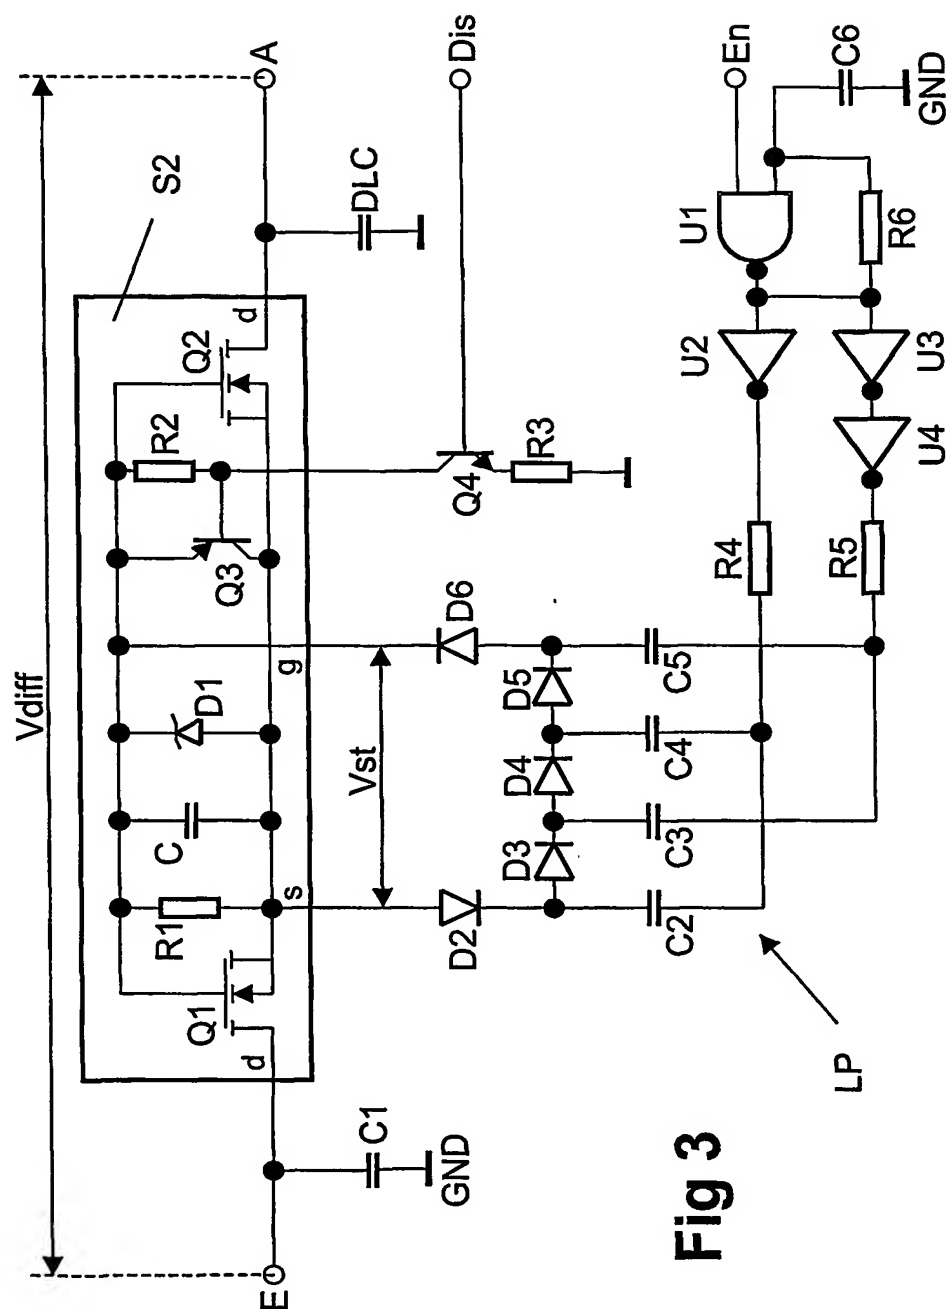 Vdiff
S2
E
A
C1
GND
DLC
d
Q1
R1
s
C
D1
g
Q3
R2
Q2
d
Vst
D2
D6
Q4
R3
Dis
D3
D4
D5
C2
C3
C4
C5
R4
R5
U2
U1
En
U4
U3
R6
C6
GND
LP
Fig 3